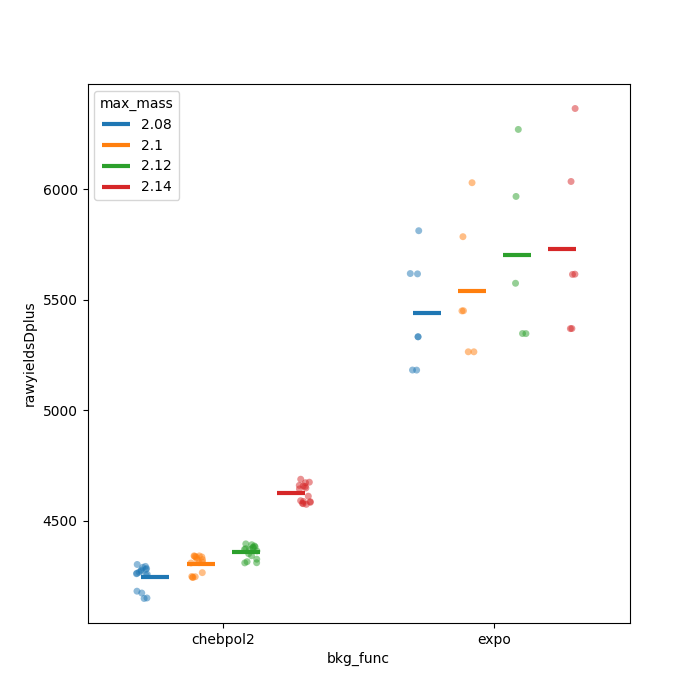 max_mass
2.08
2.1
2.12
2.14
6000
5500
5000
4500
rawyieldsDplus
chebpol2 expo
bkg_func